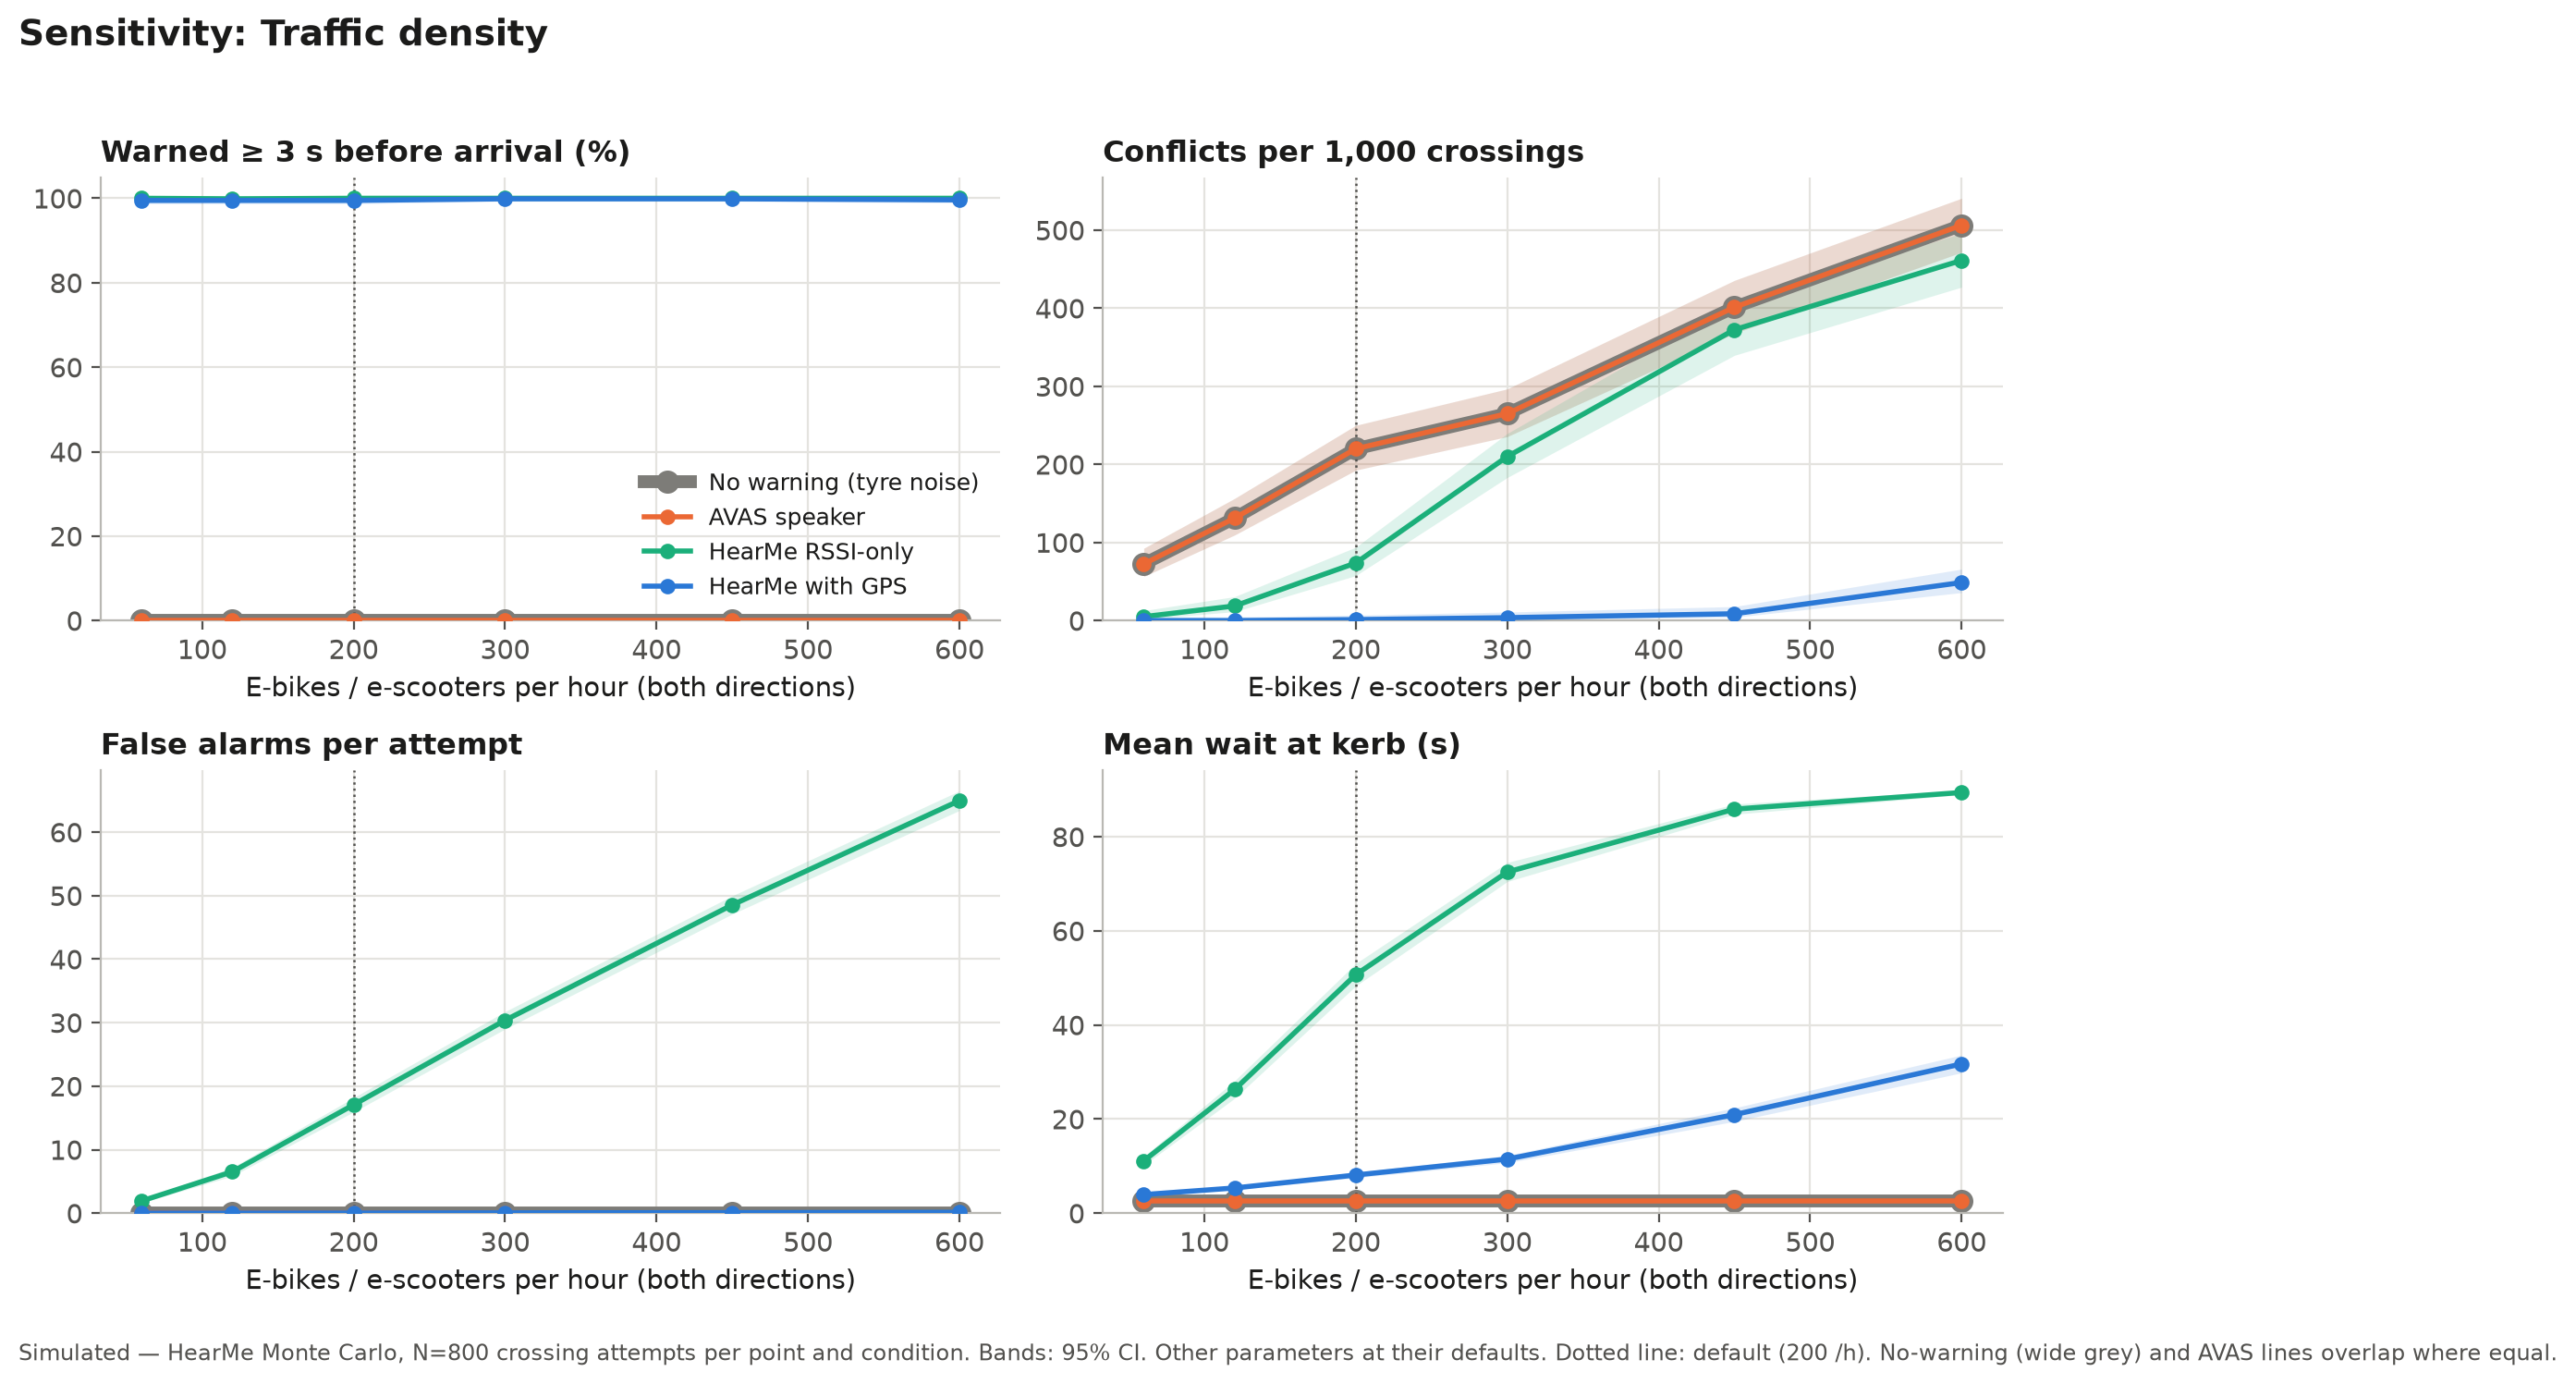 Sensitivity: Traffic density
Warned ≥ 3 s before arrival (%)
100
80
60
40
20
0
No warning (tyre noise)
AVAS speaker
HearMe RSSI-only
HearMe with GPS
100 200 300 400 500 600
E-bikes / e-scooters per hour (both directions)
Conflicts per 1,000 crossings
500
400
300
200
100
0
100 200 300 400 500 600
E-bikes / e-scooters per hour (both directions)
False alarms per attempt
60
50
40
30
20
10
0
100 200 300 400 500 600
E-bikes / e-scooters per hour (both directions)
Mean wait at kerb (s)
80
60
40
20
0
100 200 300 400 500 600
E-bikes / e-scooters per hour (both directions)
Simulated — HearMe Monte Carlo, N=800 crossing attempts per point and condition. Bands: 95% CI. Other parameters at their defaults. Dotted line: default (200 /h). No-warning (wide grey) and AVAS lines overlap where equal.